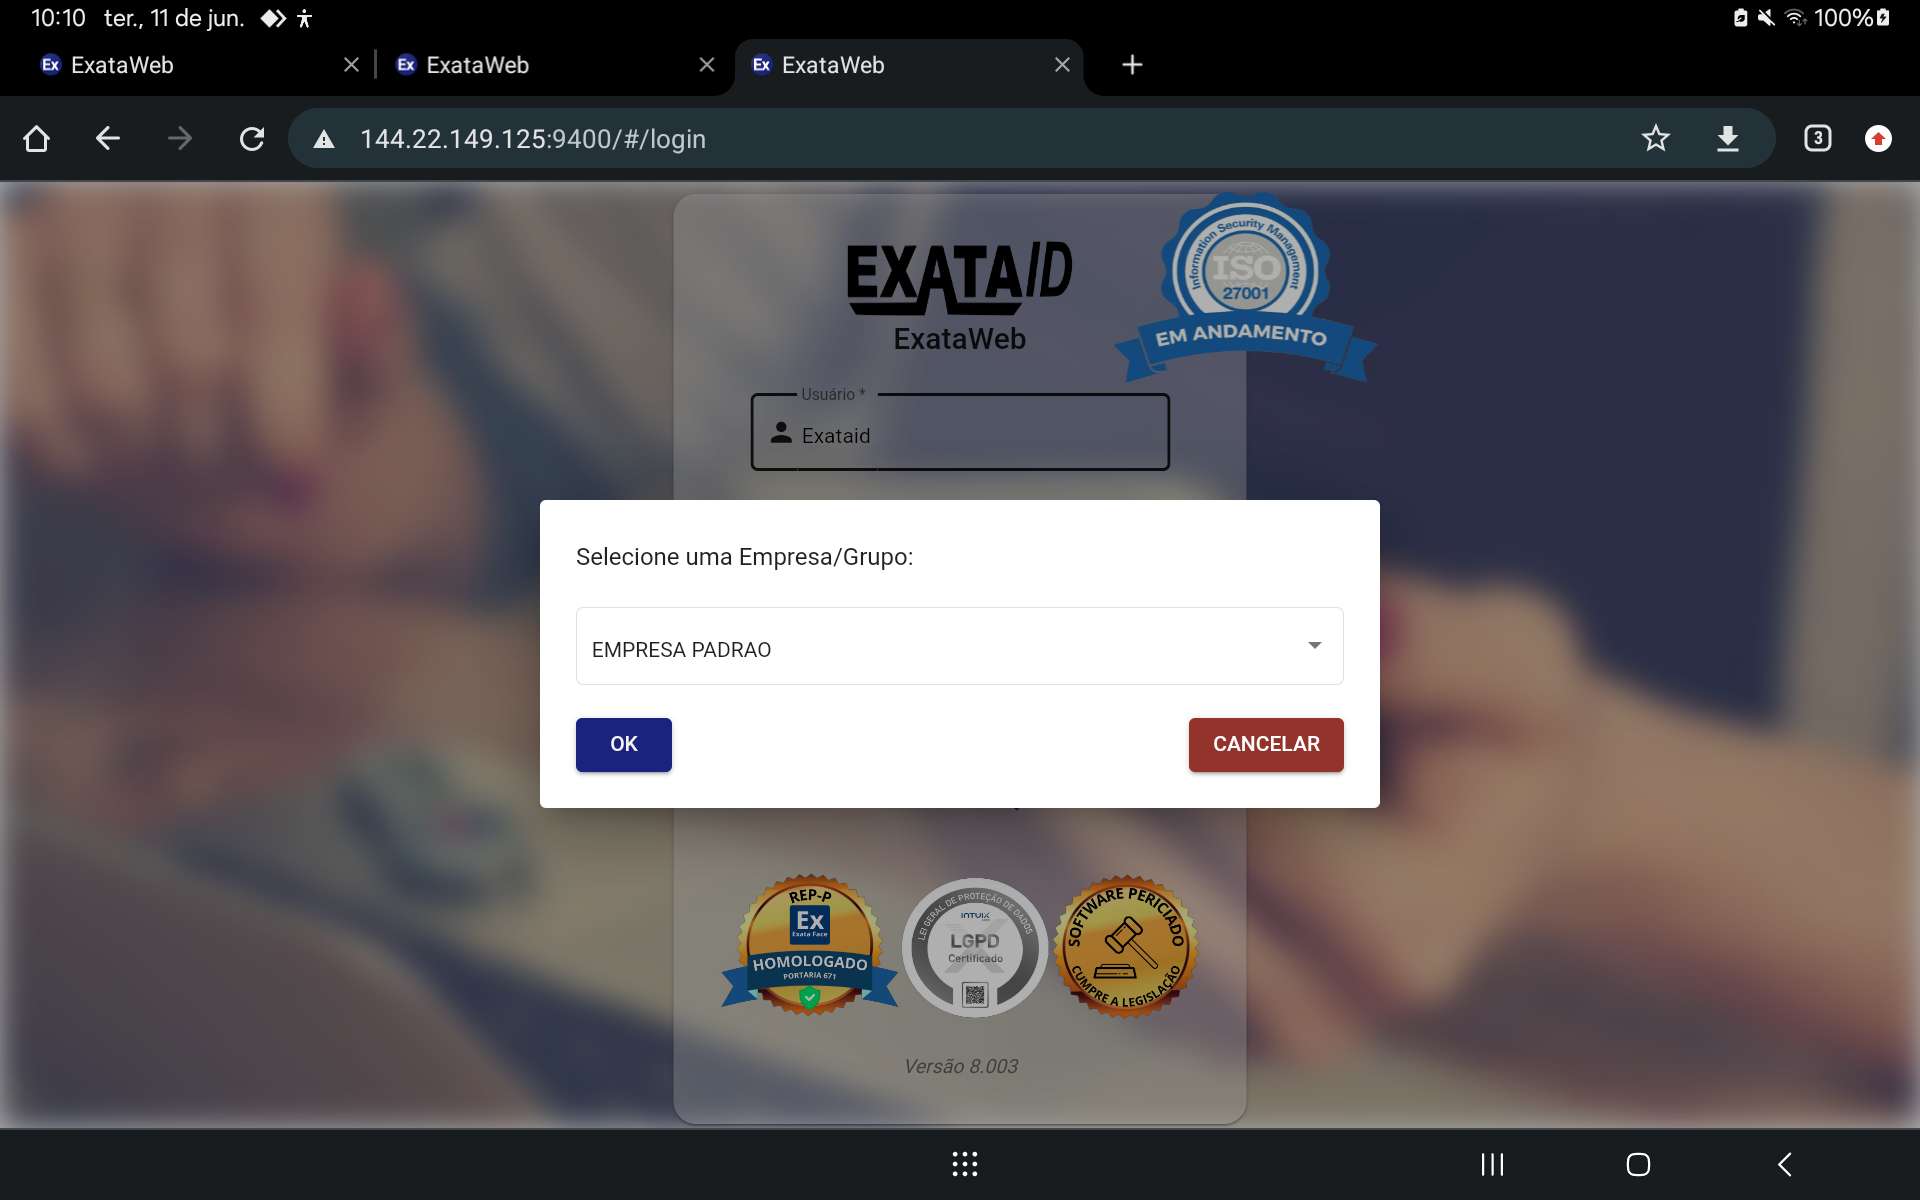 10:10 ter., 11 de jun. 100%
Ex ExataWeb
Ex ExataWeb
Ex ExataWeb
144.22.149.125:9400/#/login
3
EXATAID
ExataWeb
Information Security Management
ISO
27001
EM ANDAMENTO
Usuário *
Exataid
Selecione uma Empresa/Grupo:
EMPRESA PADRAO
OK
CANCELAR
REP-P
Ex
Exata Face
HOMOLOGADO
PORTARIA 671
LEI GERAL DE PROTEÇÃO DE DADOS
INTUIX
LGPD
Certificado
SOFTWARE PERICIADO
CUMPRE A LEGISLAÇÃO
Versão 8.003